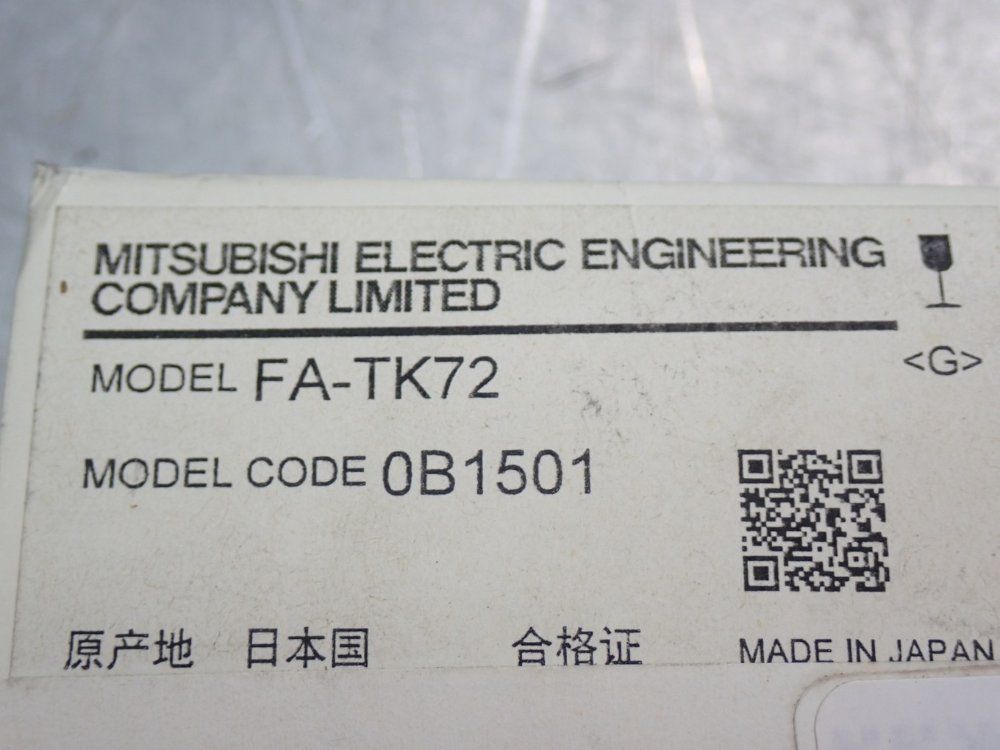 MITSUBISHI ELECTRIC ENGINEERING
COMPANY LIMITED
<G>
MODEL FA-TK72
MODEL CODE 0B1501
原产地 日本国 合格证 MADE IN JAPAN